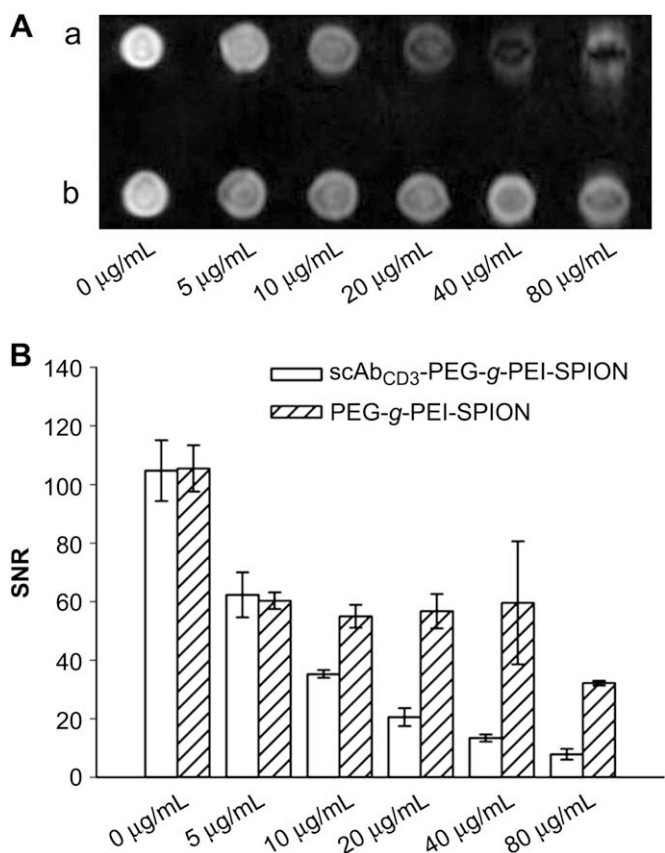 A
a
b
0 µg/mL 5 µg/mL 10 µg/mL 20 µg/mL 40 µg/mL 80 µg/mL
B
140
120
100
80
60
40
20
0
SNR
scAbCD3-PEG-g-PEI-SPION
PEG-g-PEI-SPION
0 µg/mL 5 µg/mL 10 µg/mL 20 µg/mL 40 µg/mL 80 µg/mL